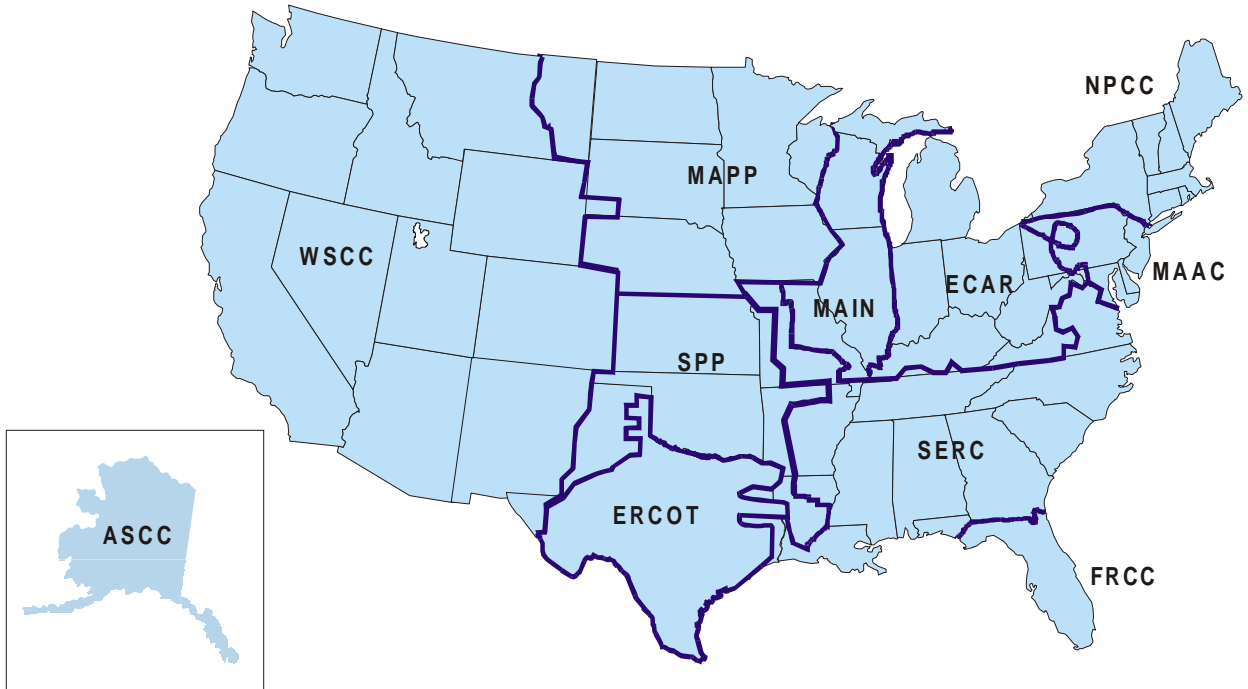 NPCC
MAPP
WSCC
MAAC
ECAR
MAIN
SPP
SERC
ERCOT
ASCC
FRCC